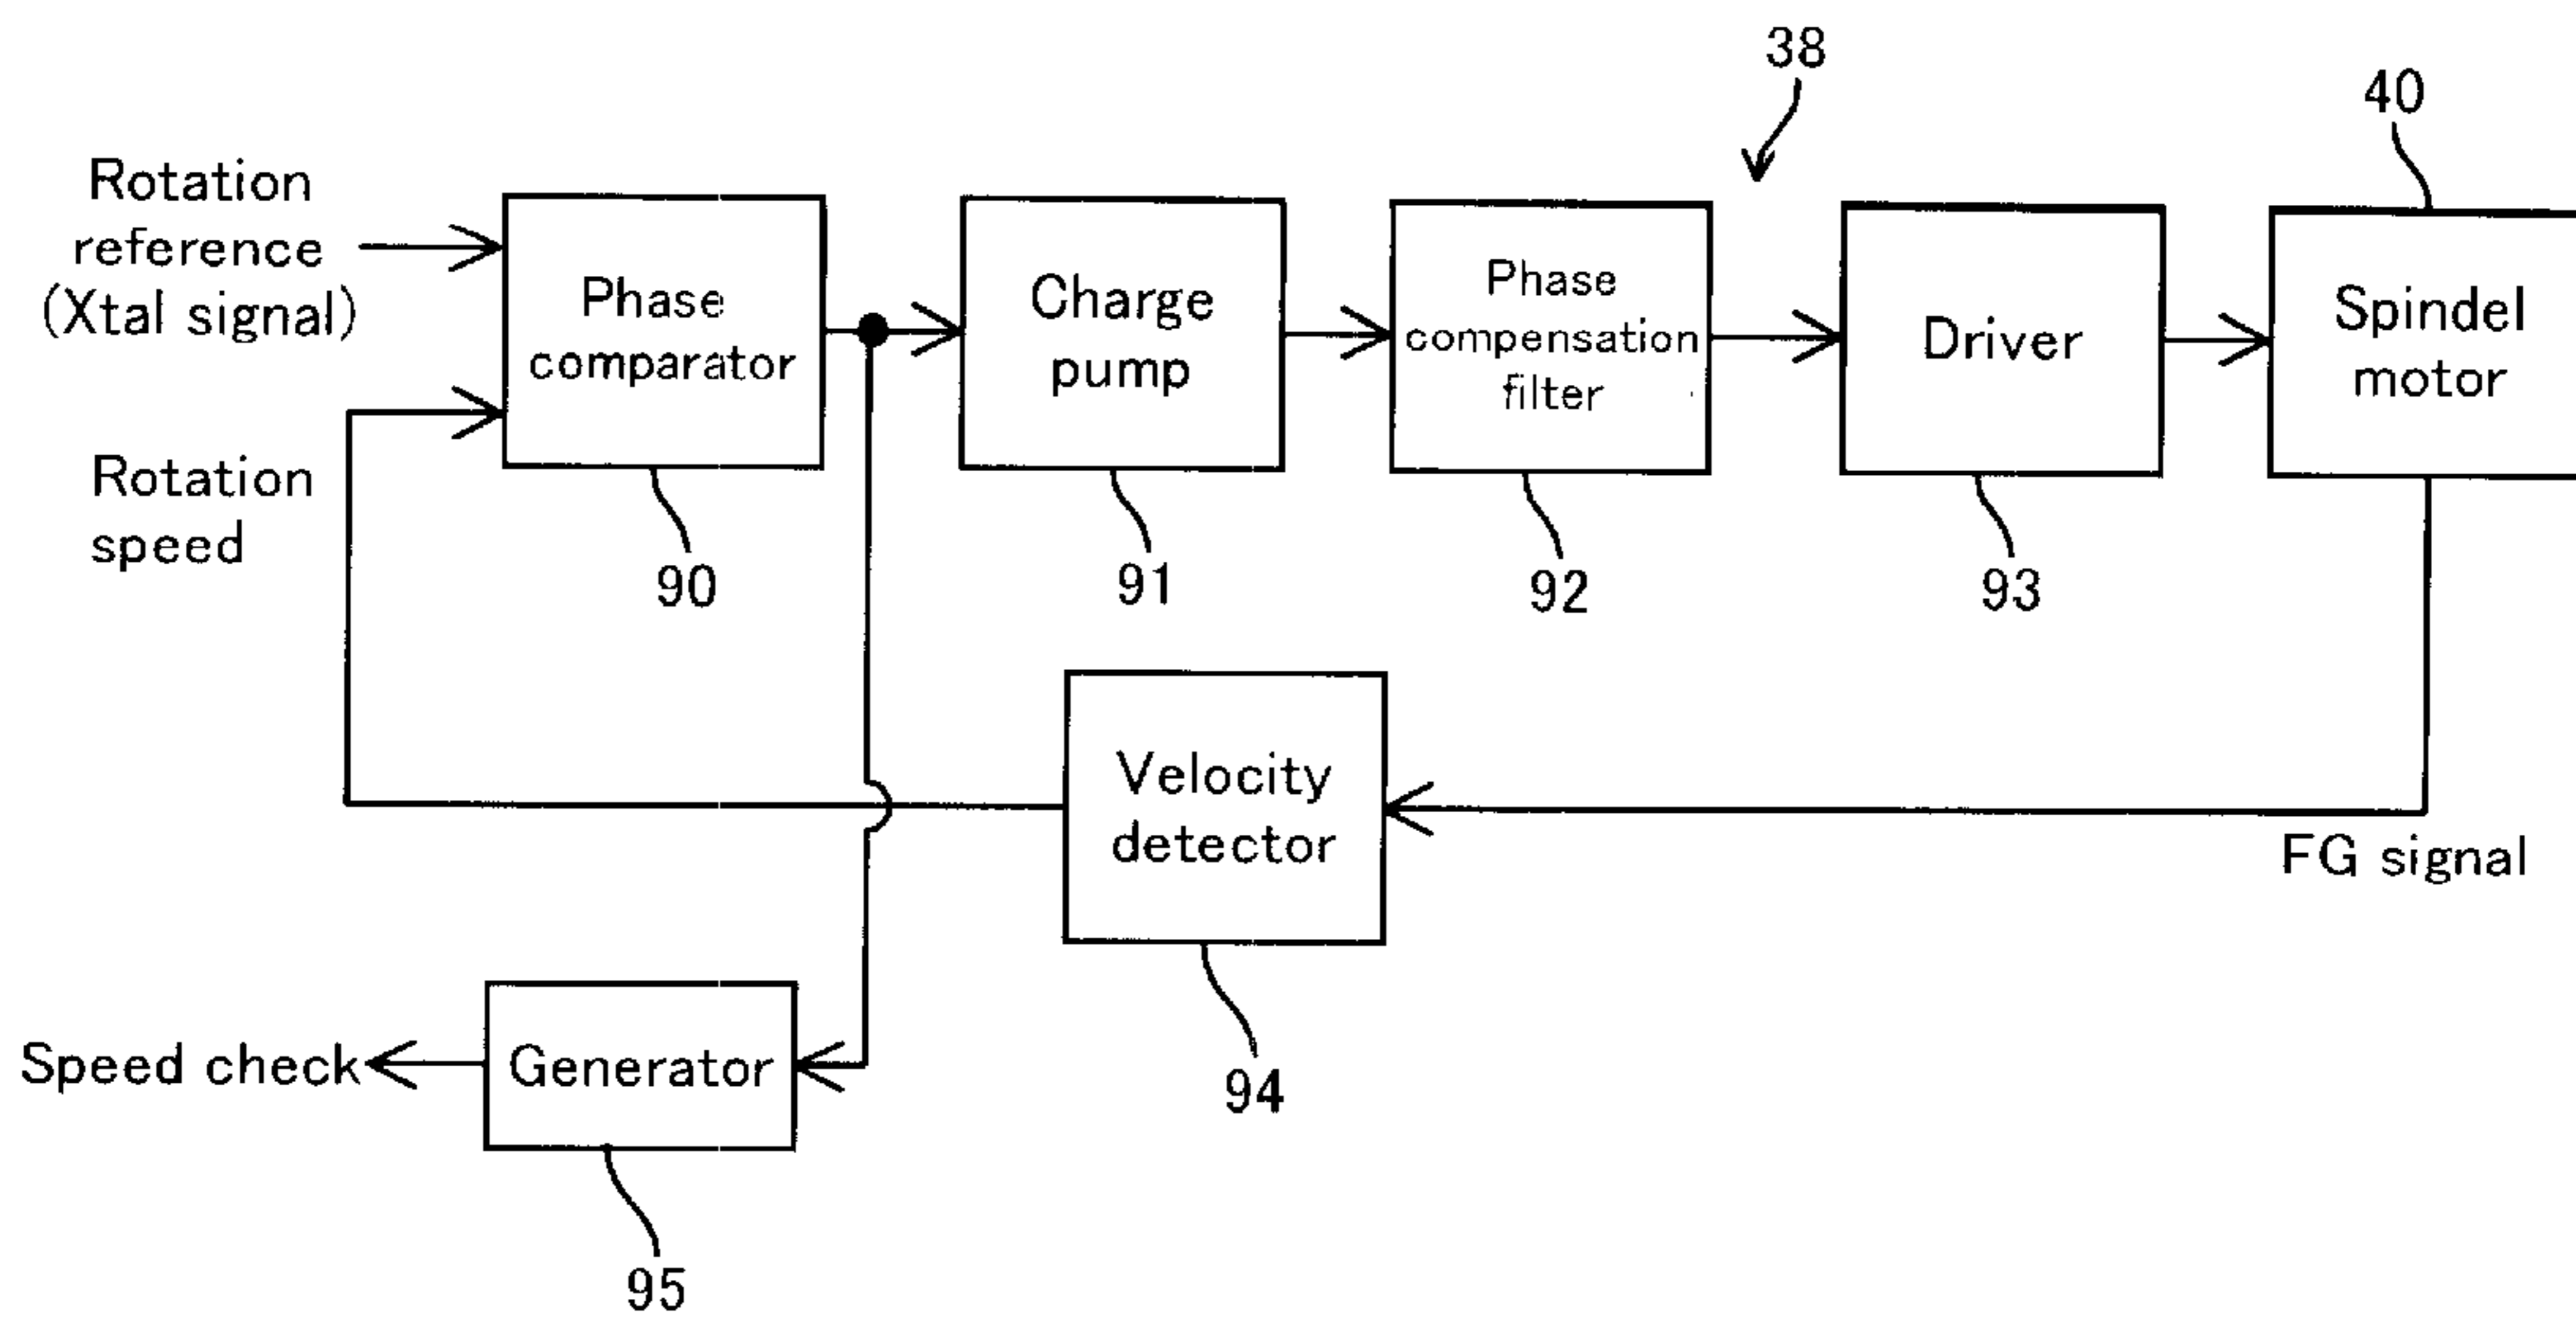 38
40
Rotation
reference
(Xtal signal)
Phase
comparator
Charge
pump
Phase
compensation
filter
Driver
Spindel
motor
Rotation
speed
90
91
92
93
Velocity
detector
FG signal
94
Speed check
Generator
95